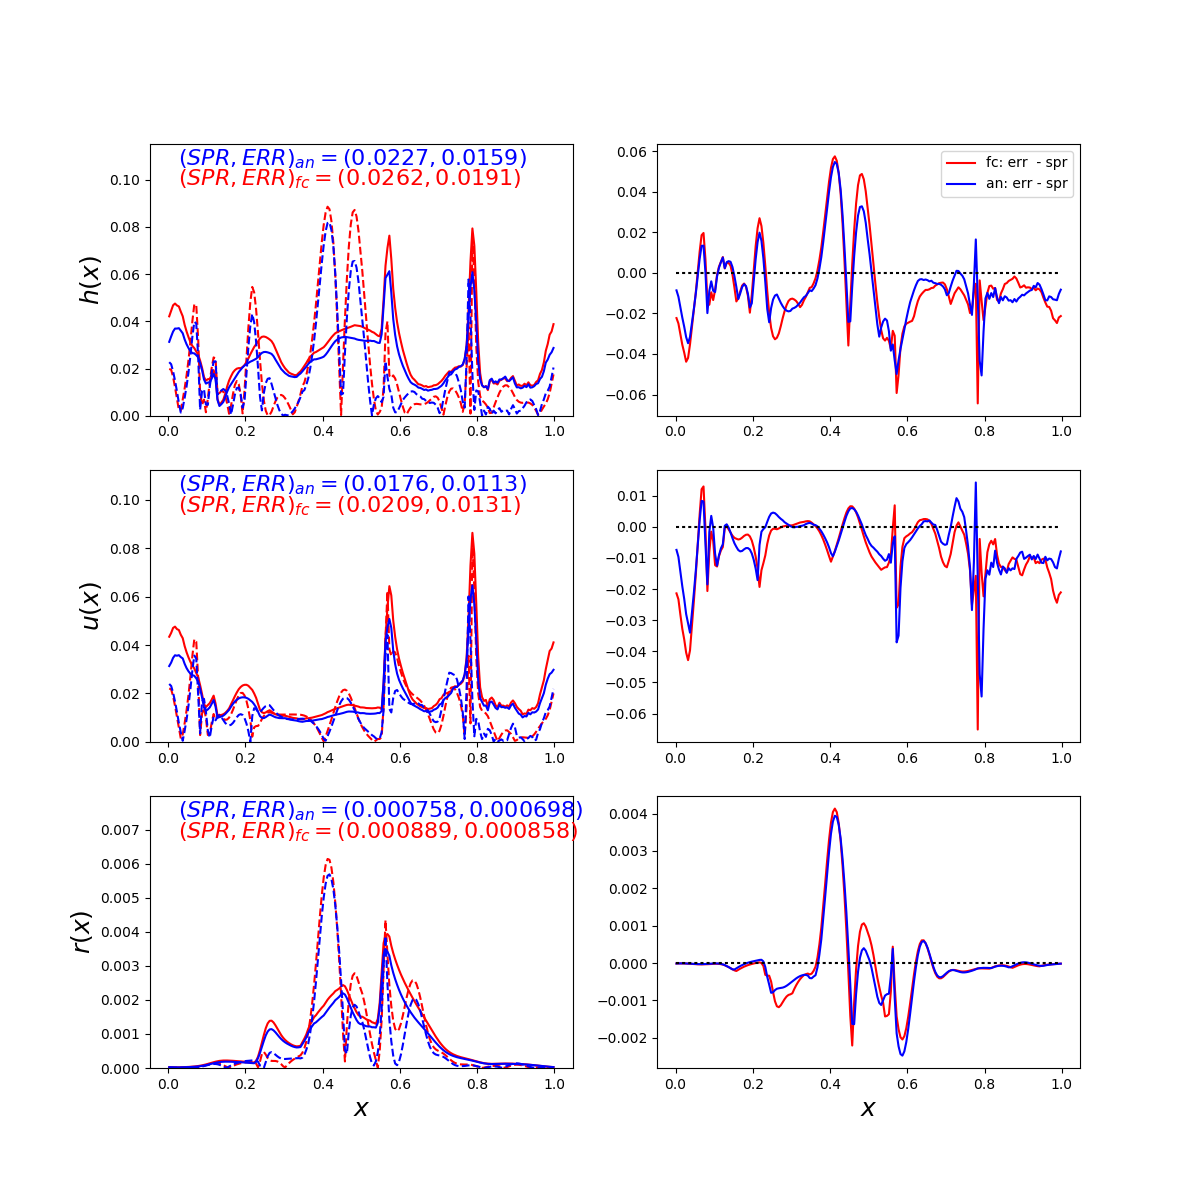 (SPR, ERR)an = (0.0227, 0.0159)
(SPR, ERR)fc = (0.0262, 0.0191)
h(x)
0.10
0.08
0.06
0.04
0.02
0.00
0.0 0.2 0.4 0.6 0.8 1.0
fc: err - spr
an: err - spr
0.06
0.04
0.02
0.00
−0.02
−0.04
−0.06
0.0 0.2 0.4 0.6 0.8 1.0
(SPR, ERR)an = (0.0176, 0.0113)
(SPR, ERR)fc = (0.0209, 0.0131)
u(x)
0.10
0.08
0.06
0.04
0.02
0.00
0.0 0.2 0.4 0.6 0.8 1.0
0.01
0.00
−0.01
−0.02
−0.03
−0.04
−0.05
−0.06
0.0 0.2 0.4 0.6 0.8 1.0
(SPR, ERR)an = (0.000758, 0.000698)
(SPR, ERR)fc = (0.000889, 0.000858)
r(x)
0.007
0.006
0.005
0.004
0.003
0.002
0.001
0.000
0.0 0.2 0.4 0.6 0.8 1.0
x
0.004
0.003
0.002
0.001
0.000
−0.001
−0.002
0.0 0.2 0.4 0.6 0.8 1.0
x